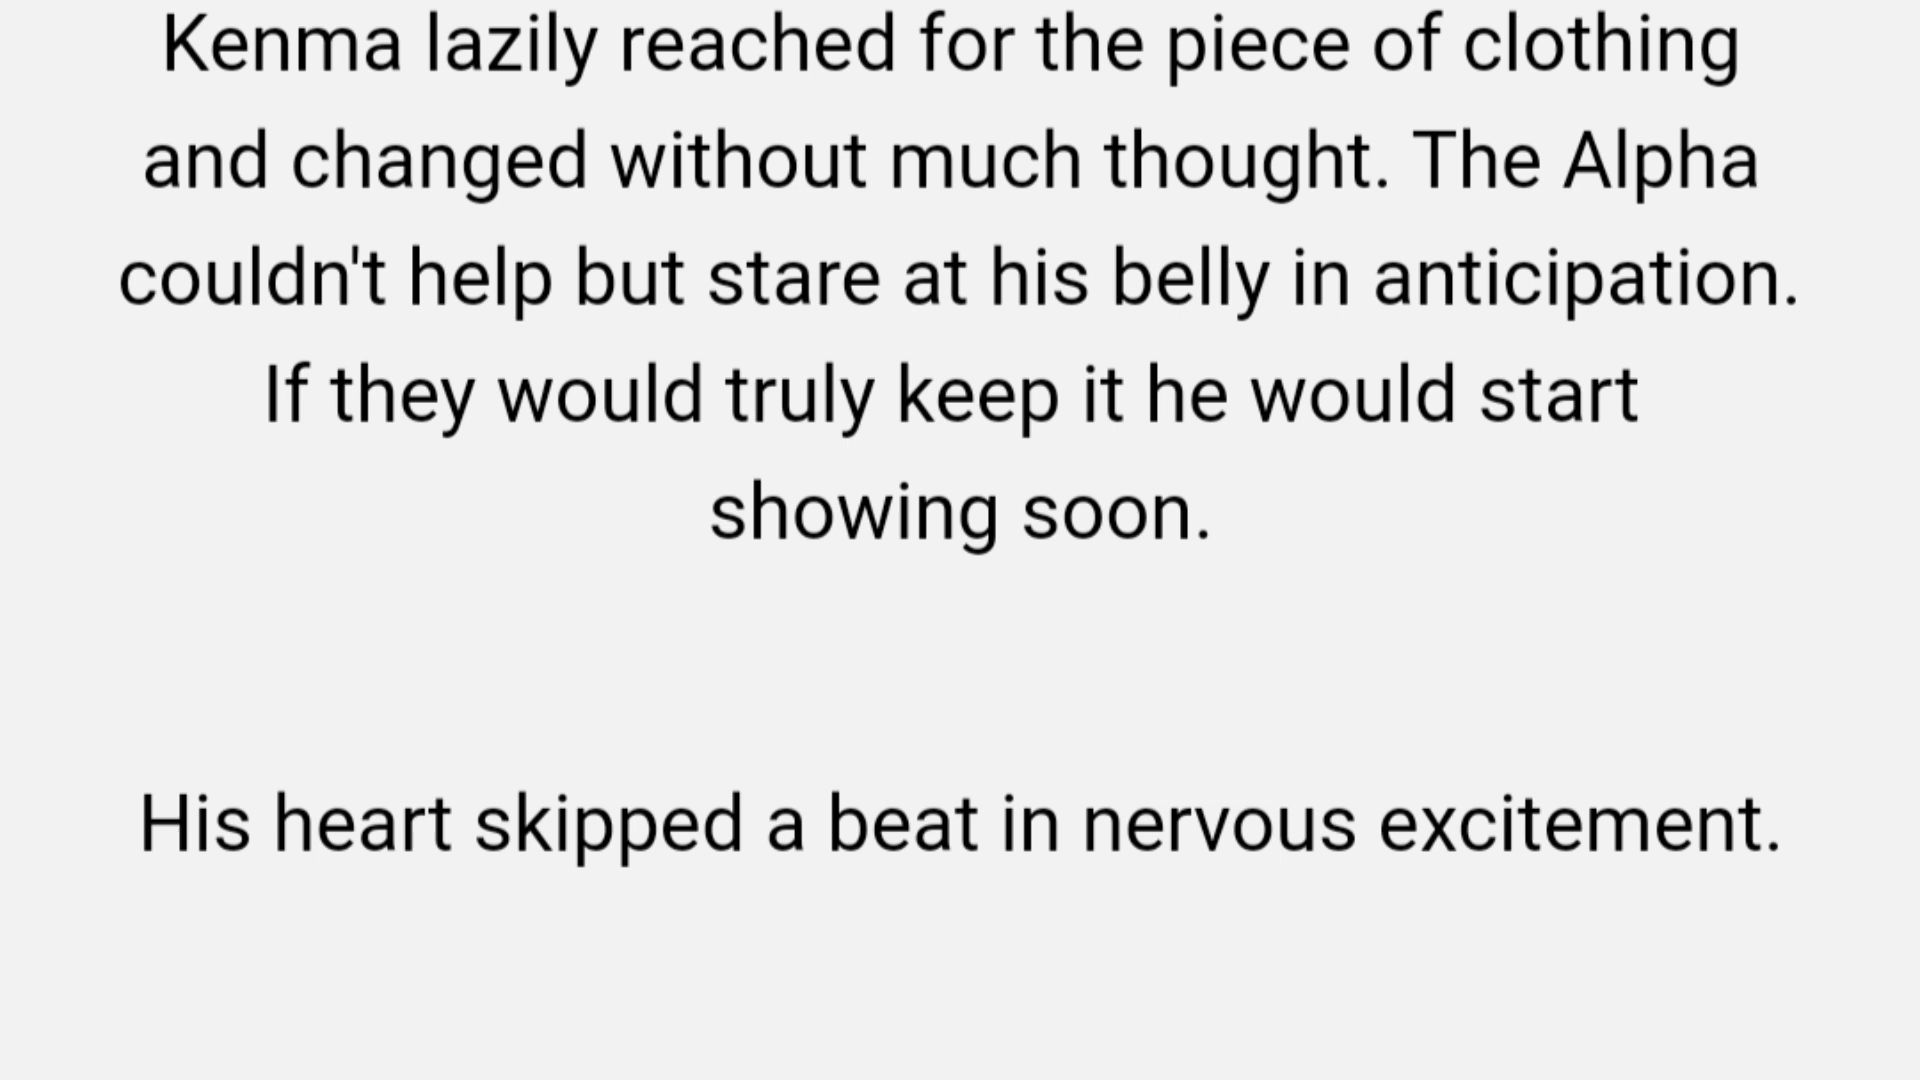 Kenma lazily reached for the piece of clothing
and changed without much thought. The Alpha
couldn't help but stare at his belly in anticipation.
If they would truly keep it he would start
showing soon.
His heart skipped a beat in nervous excitement.